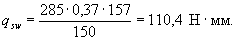 q_sw = 285·0,37·157 / 150 = 110,4 Н·мм.